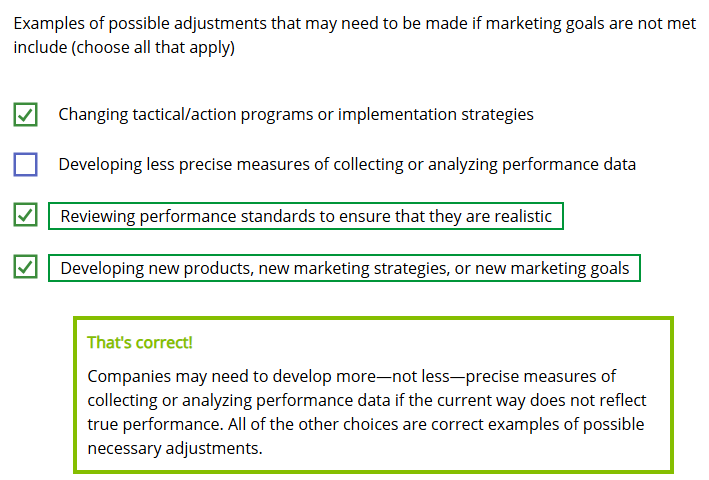 Examples of possible adjustments that may need to be made if marketing goals are not met
include (choose all that apply)
Changing tactical/action programs or implementation strategies
Developing less precise measures of collecting or analyzing performance data
Reviewing performance standards to ensure that they are realistic
Developing new products, new marketing strategies, or new marketing goals
That's correct!
Companies may need to develop more—not less—precise measures of
collecting or analyzing performance data if the current way does not reflect
true performance. All of the other choices are correct examples of possible
necessary adjustments.